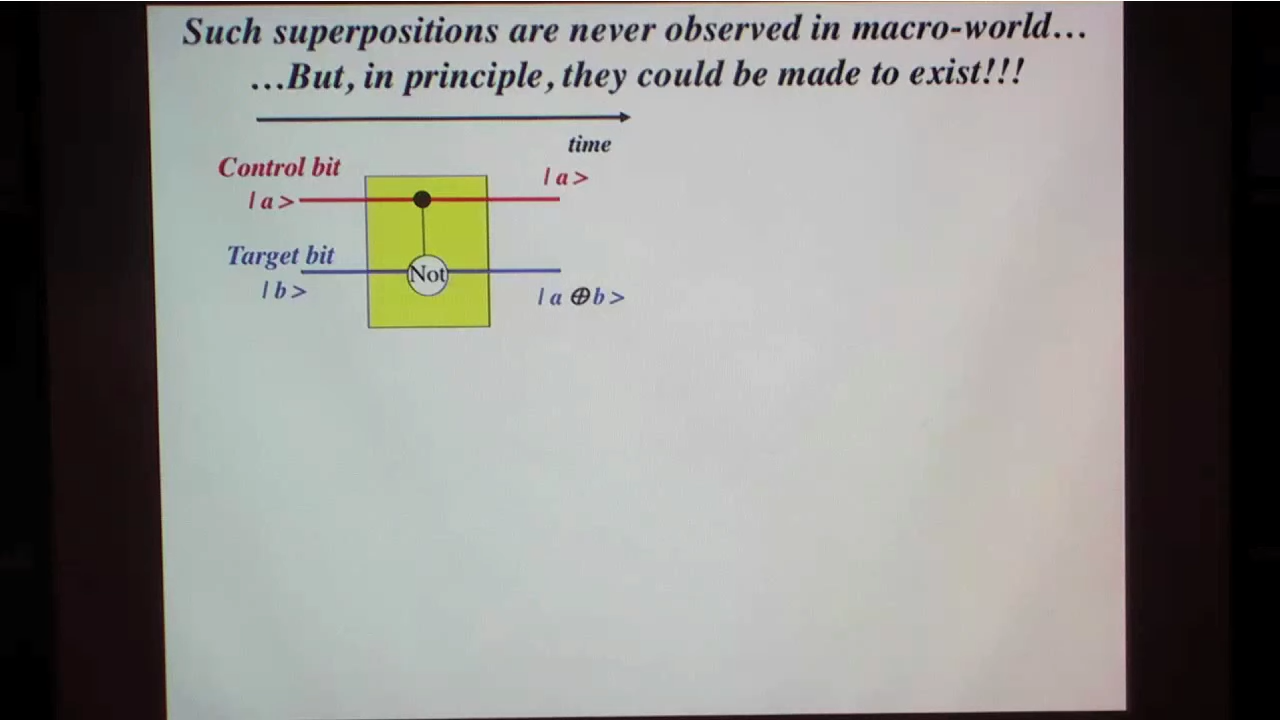 Such superpositions are never observed in macro-world…
…But, in principle, they could be made to exist!!!
time
Control bit
| a >
| a >
Target bit
Not
| b >
| a ⊕ b >